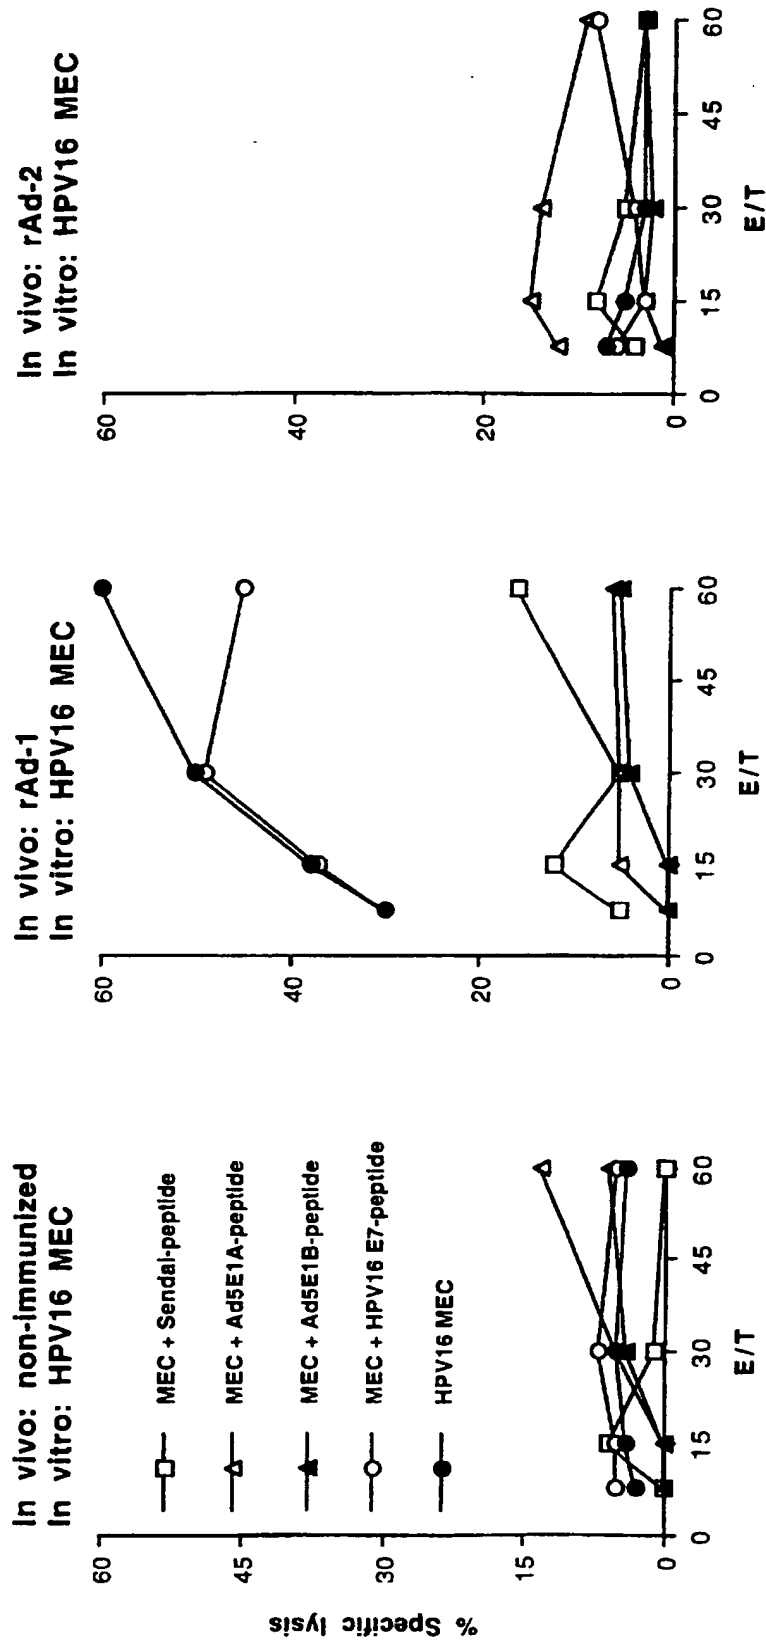 In vivo: non-immunized
In vitro: HPV16 MEC
% Specific lysis
60
45
30
15
0
MEC + Sendai-peptide
MEC + Ad5E1A-peptide
MEC + Ad5E1B-peptide
MEC + HPV16 E7-peptide
HPV16 MEC
0
15
30
45
60
E/T
In vivo: rAd-1
In vitro: HPV16 MEC
60
40
20
0
0
15
30
45
60
E/T
In vivo: rAd-2
In vitro: HPV16 MEC
60
40
20
0
0
15
30
45
60
E/T